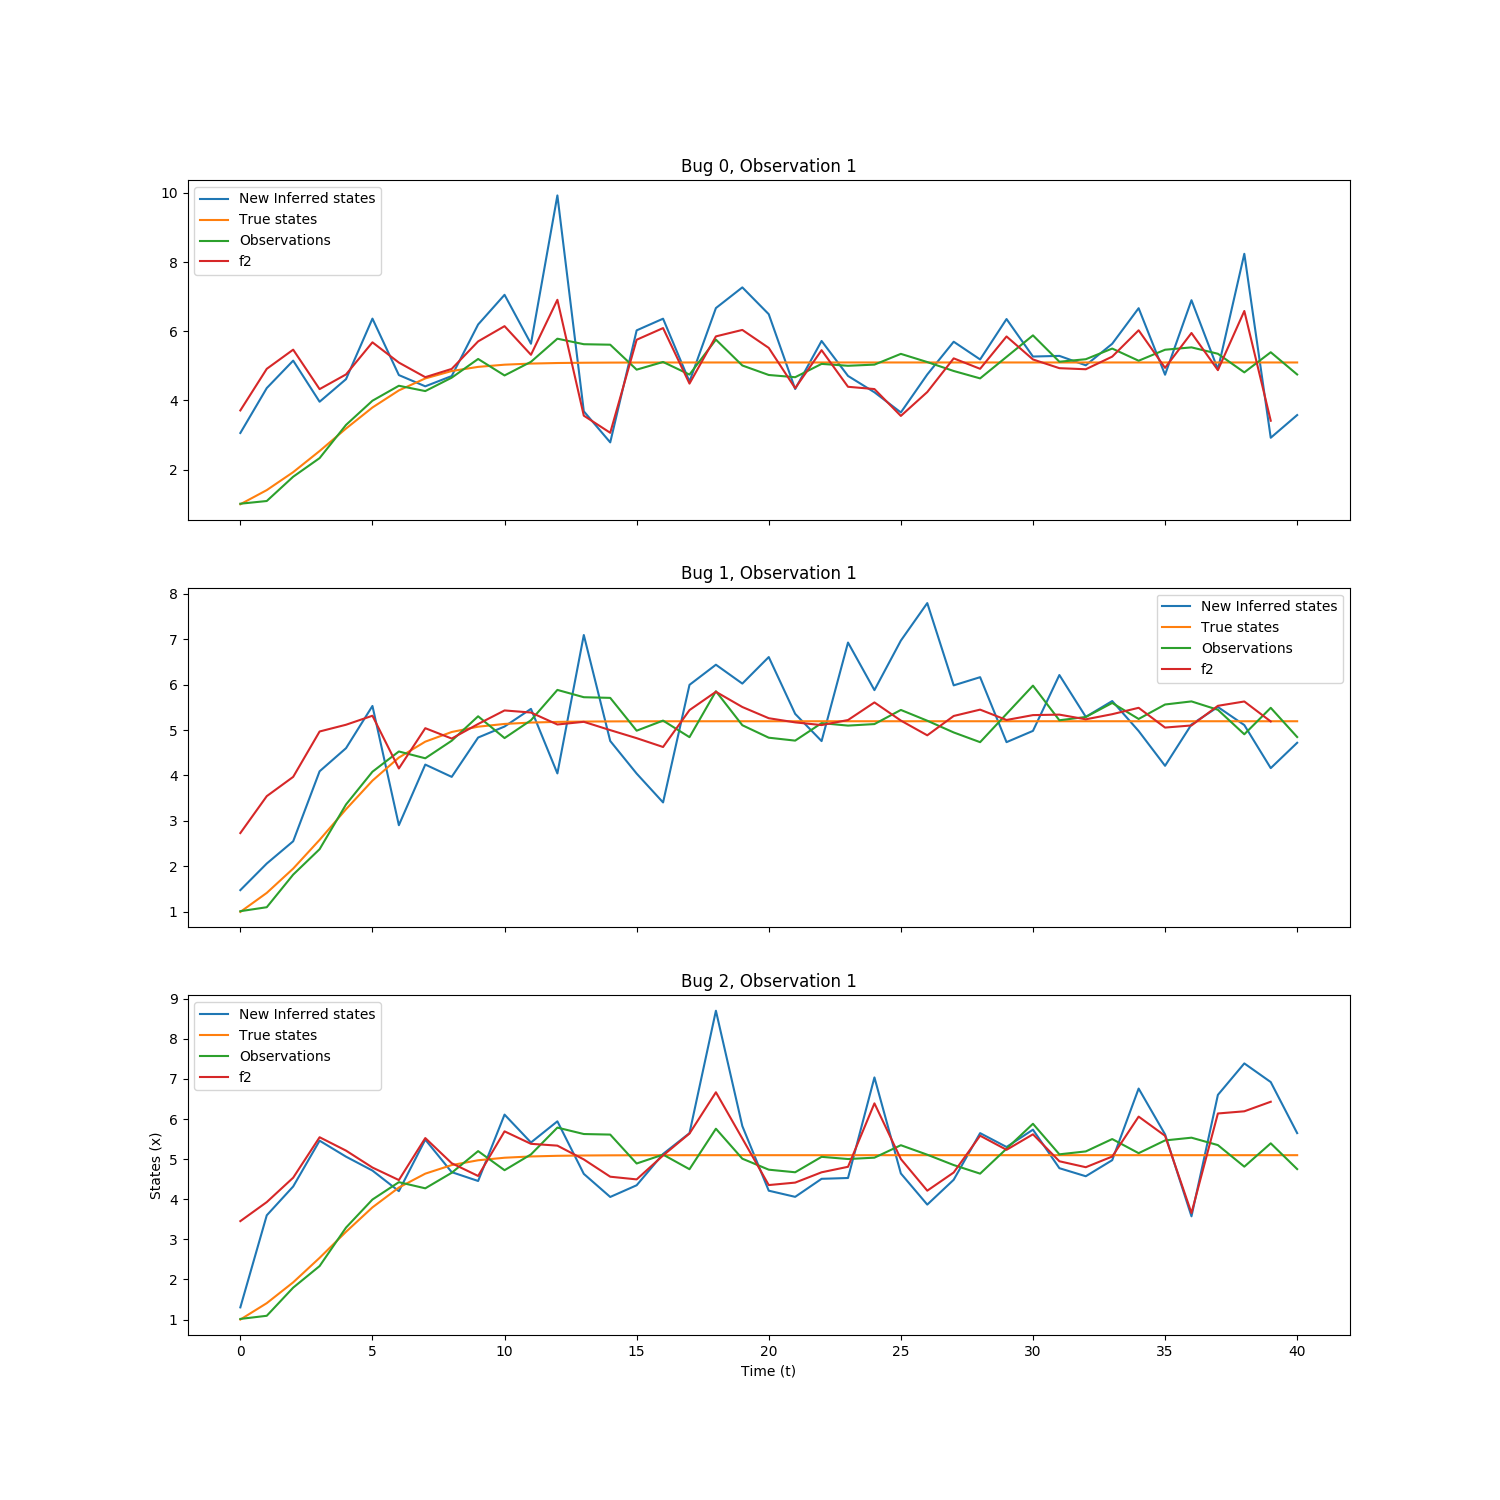 Bug 0, Observation 1
10
8
6
4
2
New Inferred states
True states
Observations
f2
Bug 1, Observation 1
8
7
6
5
4
3
2
1
New Inferred states
True states
Observations
f2
Bug 2, Observation 1
9
8
7
6
5
4
3
2
1
New Inferred states
True states
Observations
f2
States (x)
0 5 10 15 20 25 30 35 40
Time (t)